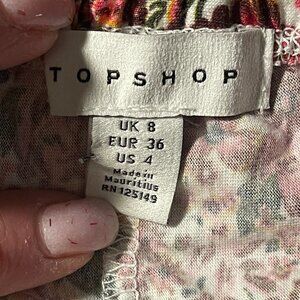 TOPSHOP
UK 8
EUR 36
US 4
Made in
Mauritius
RN 125149